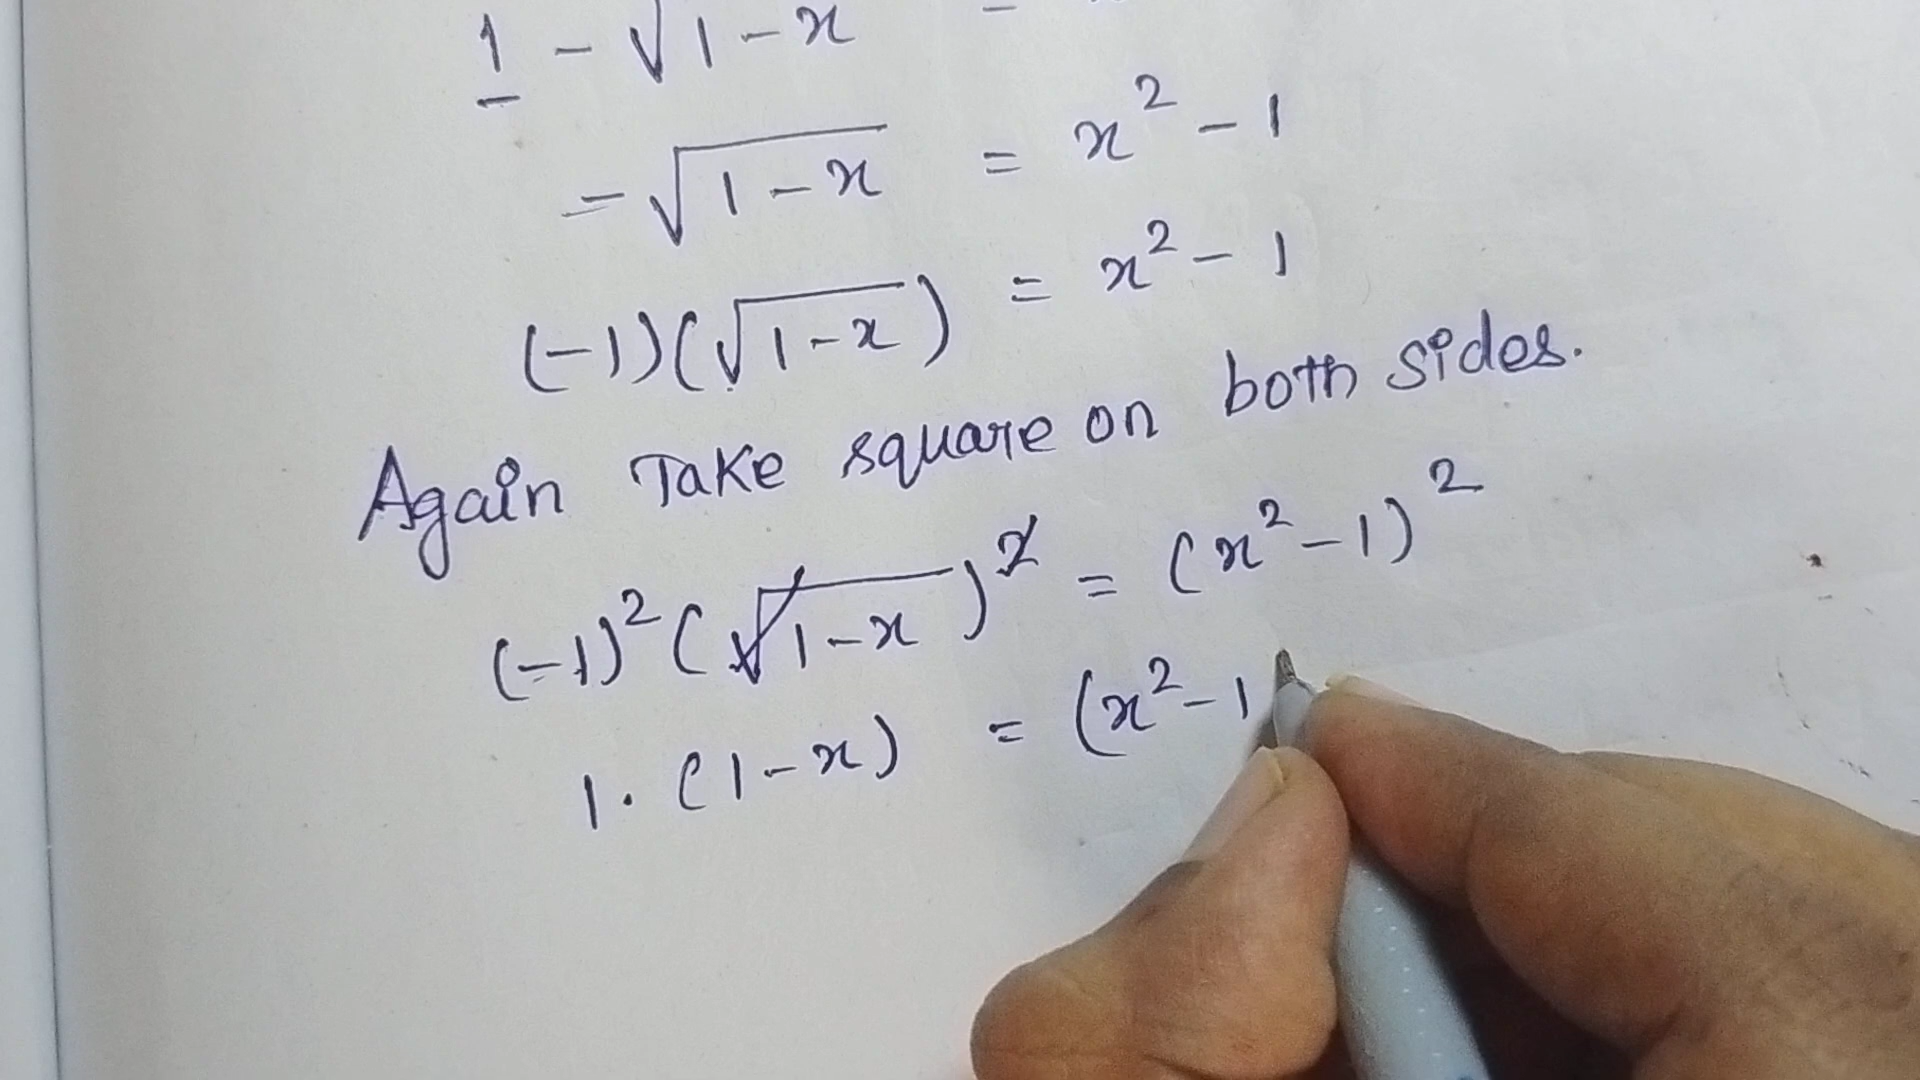 1 - √1-x =
-√1-x = x² - 1
(-1)(√1-x) = x² - 1
Again Take square on both sides.
(-1)² (√1-x)² = (x² - 1)²
1. (1-x) = (x² - 1